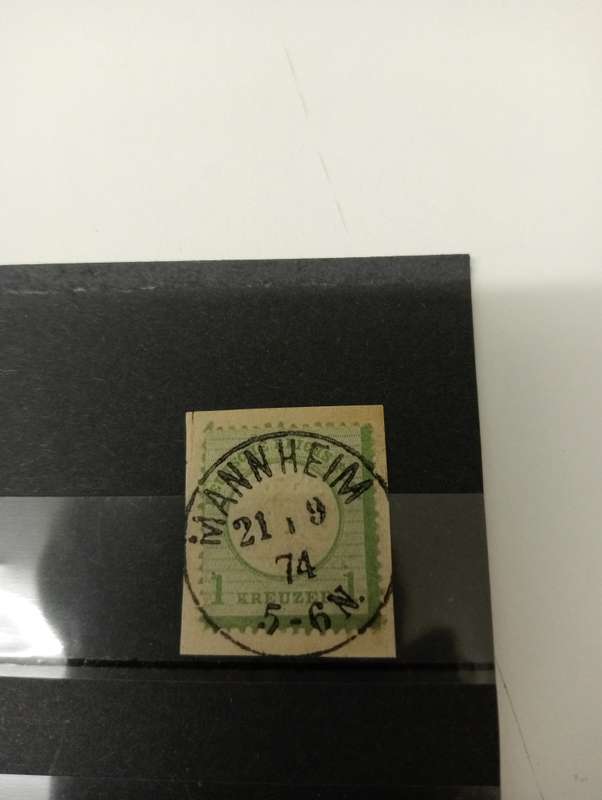 MANNHEIM
21 9
74
5-6N.
1 KREUZER 1